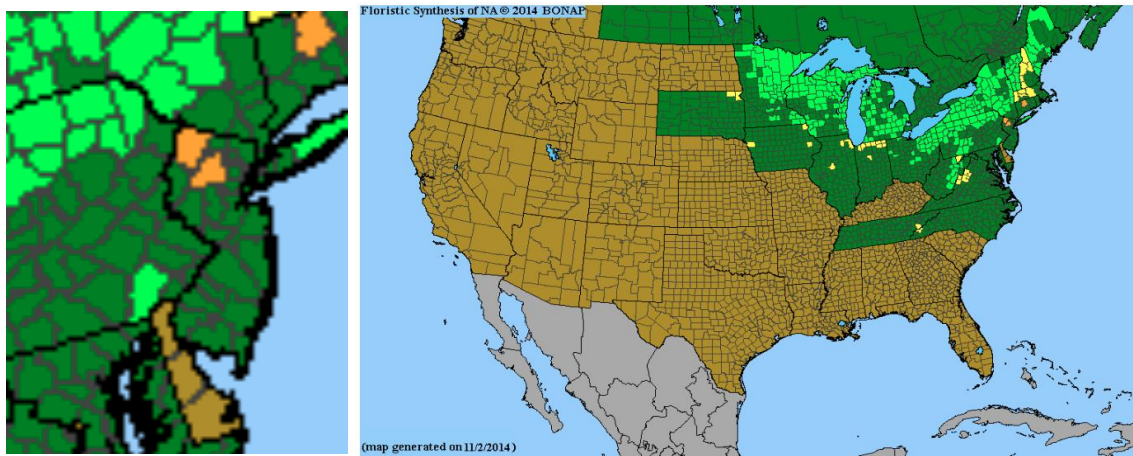 Floristic Synthesis of NA © 2014 BONAP
(map generated on 11/2/2014)